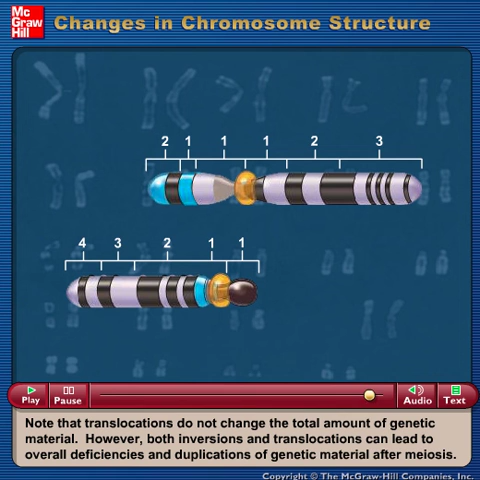 Mc
Graw
Hill
Changes in Chromosome Structure
2 1 1 1 2 3
4 3 2 1 1
Play
Pause
Audio
Text
Note that translocations do not change the total amount of genetic
material. However, both inversions and translocations can lead to
overall deficiencies and duplications of genetic material after meiosis.
Copyright © The McGraw-Hill Companies, Inc.